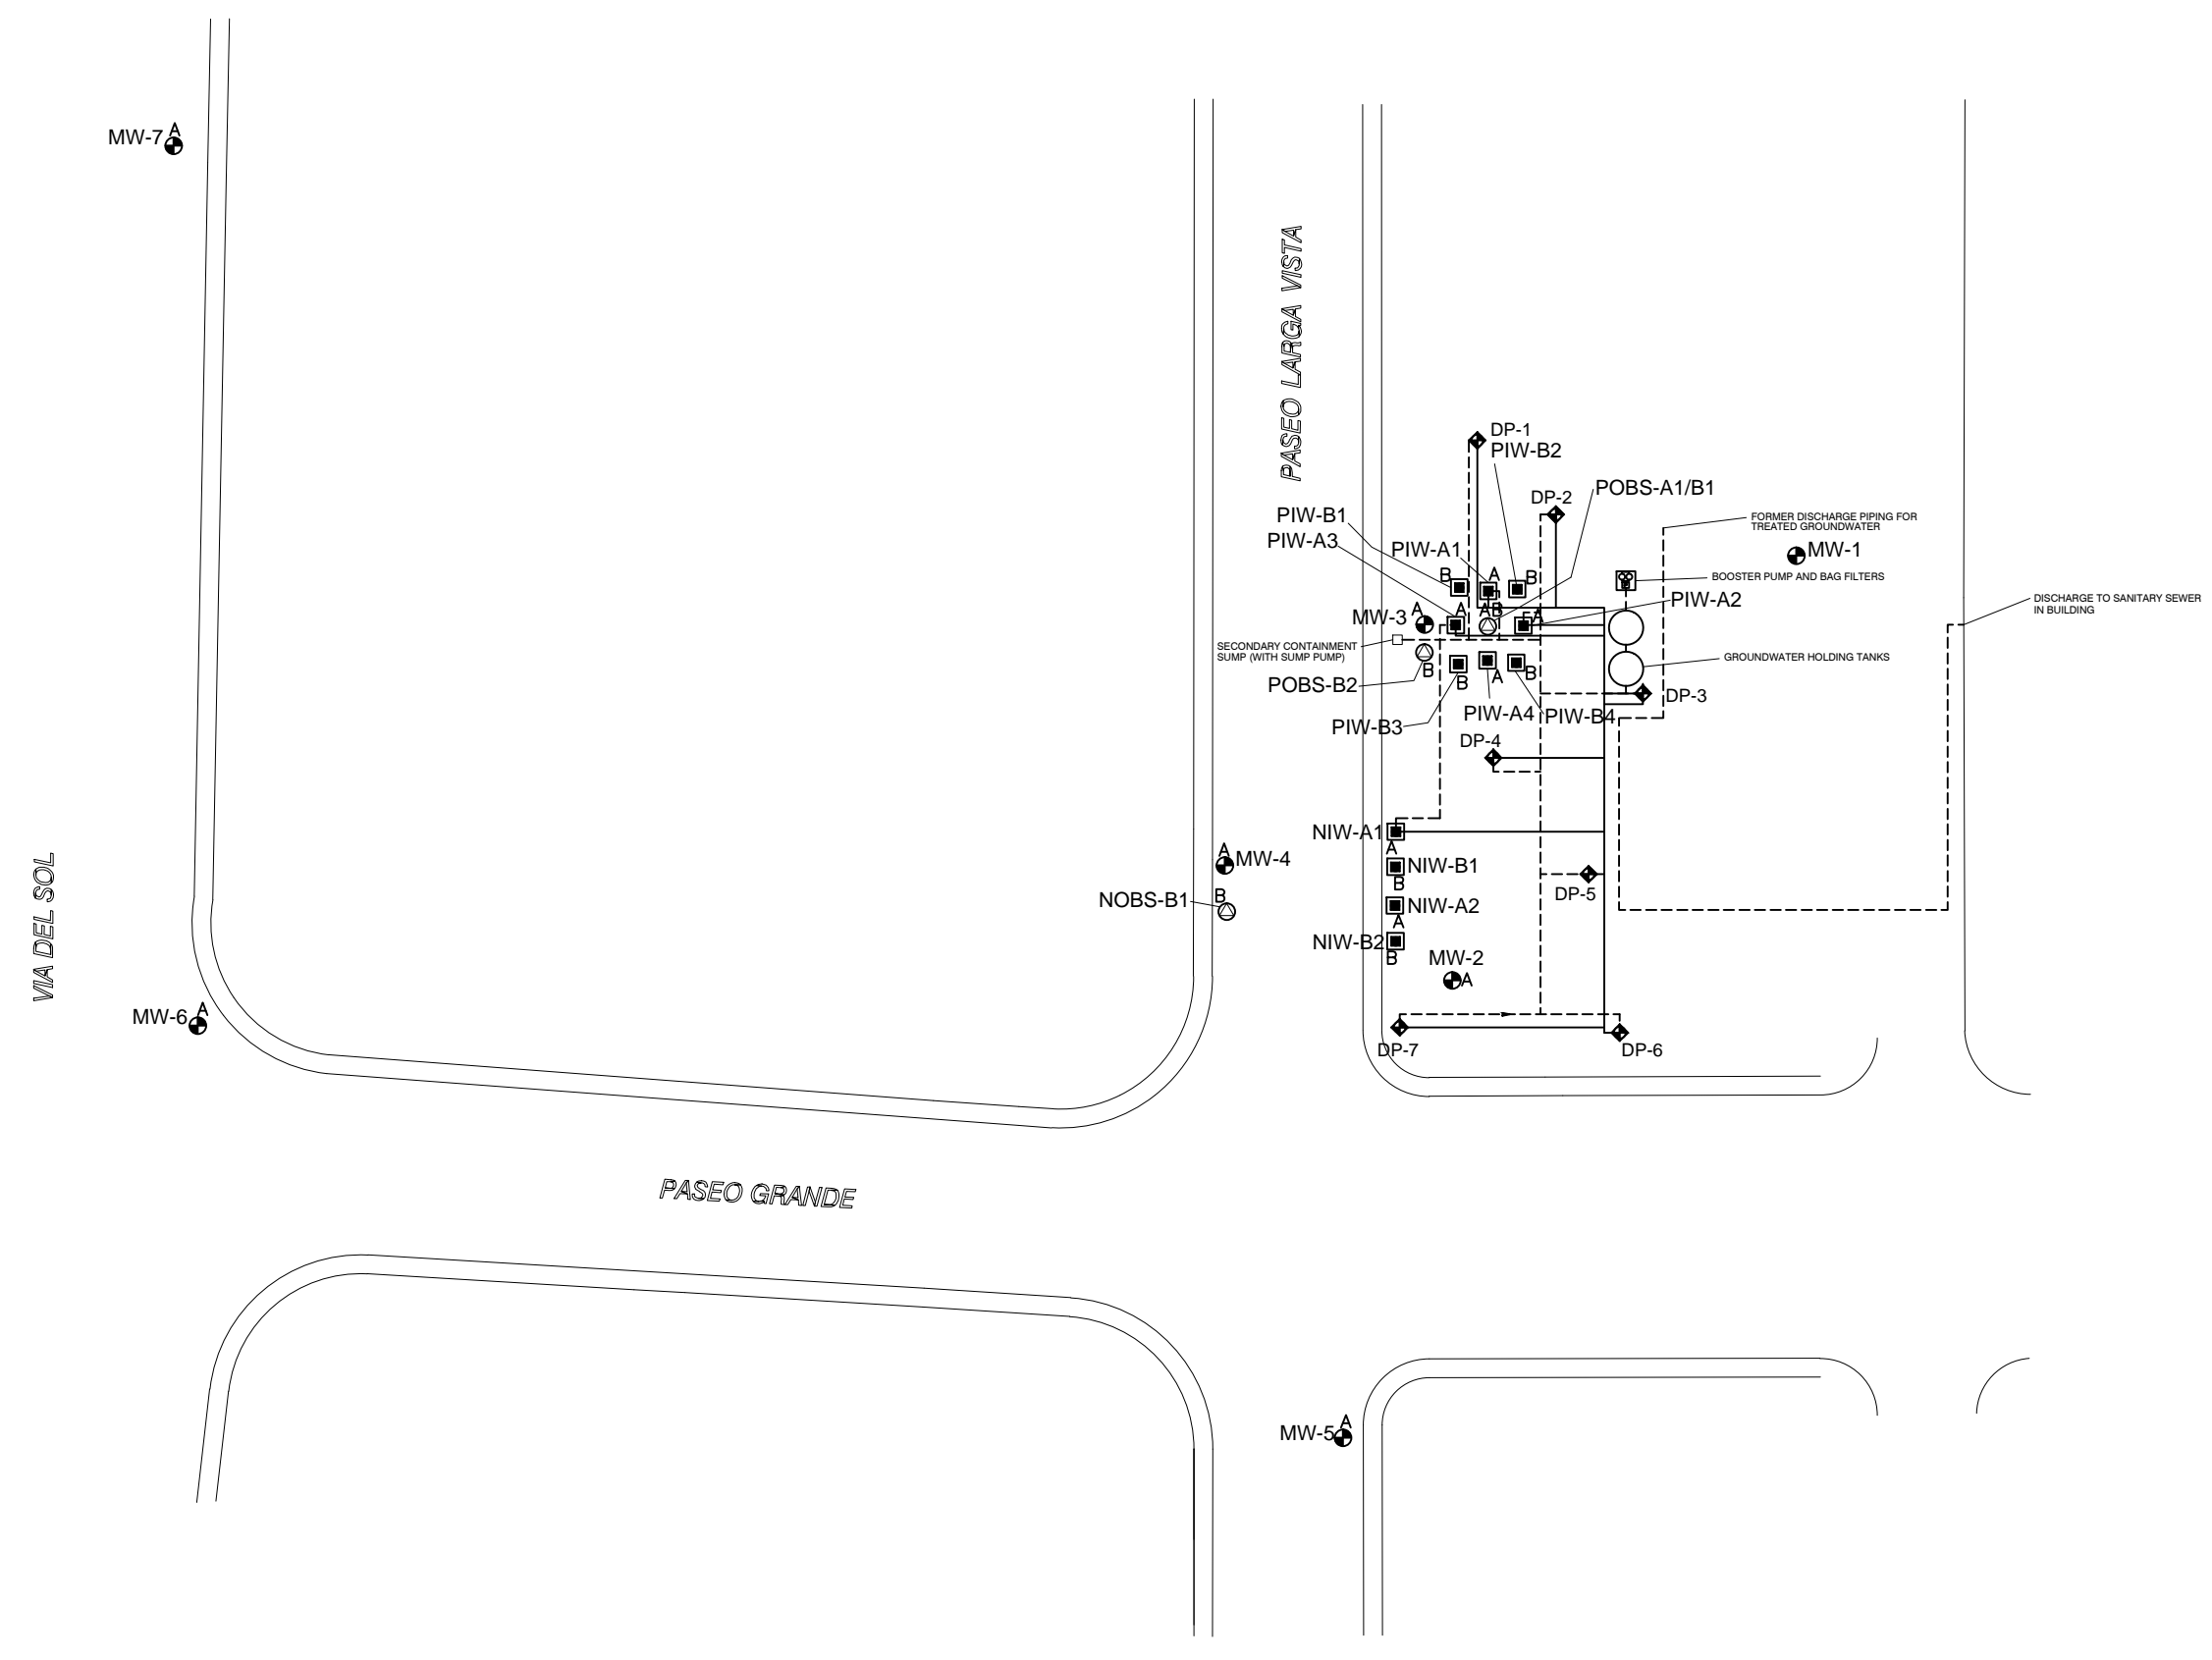 MW-7
A
PASEO LARGA VISTA
DP-1
PIW-B2
POBS-A1/B1
DP-2
PIW-B1
PIW-A3
PIW-A1
FORMER DISCHARGE PIPING FOR
TREATED GROUNDWATER
MW-1
BOOSTER PUMP AND BAG FILTERS
B
A
B
PIW-A2
DISCHARGE TO SANITARY SEWER
IN BUILDING
MW-3
A
A
A
B
A
SECONDARY CONTAINMENT
SUMP (WITH SUMP PUMP)
GROUNDWATER HOLDING TANKS
B
B
A
B
POBS-B2
DP-3
PIW-B3
PIW-A4
PIW-B4
DP-4
NIW-A1
A
MW-4
A
NIW-B1
B
NOBS-B1
B
DP-5
NIW-A2
A
NIW-B2
B
MW-2
A
VIA DEL SOL
MW-6
A
DP-7
DP-6
PASEO GRANDE
MW-5
A